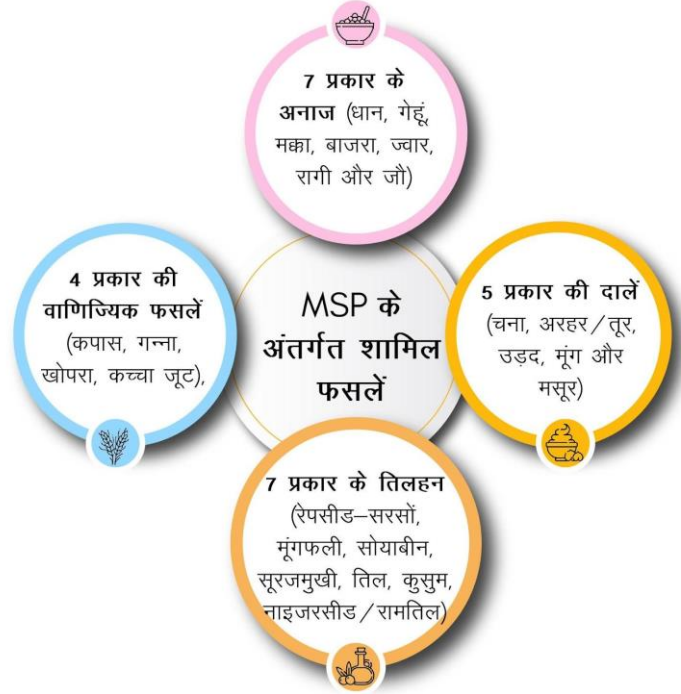 7 प्रकार के
अनाज (धान, गेहूं,
मक्का, बाजरा, ज्वार,
रागी और जौ)
4 प्रकार की
वाणिज्यिक फसलें
(कपास, गन्ना,
खोपरा, कच्चा जूट),
MSP के
अंतर्गत शामिल
फसलें
5 प्रकार की दालें
(चना, अरहर/तूर,
उड़द, मूंग और
मसूर)
7 प्रकार के तिलहन
(रेपसीड–सरसों,
मूंगफली, सोयाबीन,
सूरजमुखी, तिल, कुसुम,
नाइजरसीड/रामतिल)